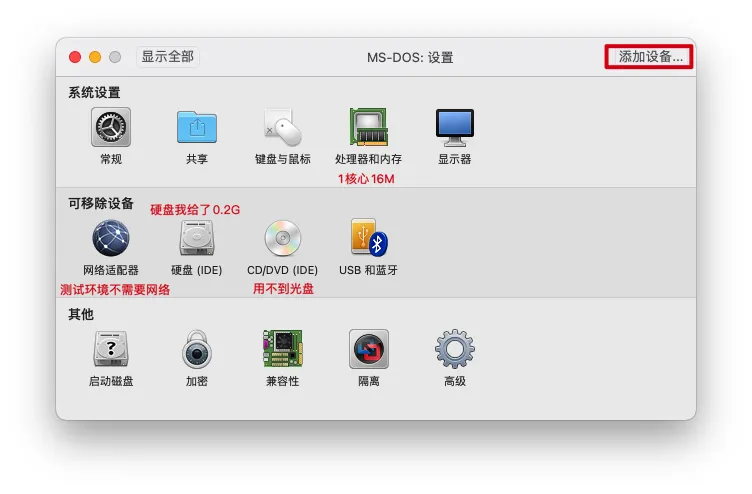 显示全部
MS-DOS: 设置
添加设备...
系统设置
常规
共享
键盘与鼠标
处理器和内存
显示器
1核心16M
可移除设备
硬盘我给了0.2G
网络适配器
硬盘 (IDE)
CD/DVD (IDE)
USB 和蓝牙
测试环境不需要网络
用不到光盘
其他
启动磁盘
加密
兼容性
隔离
高级